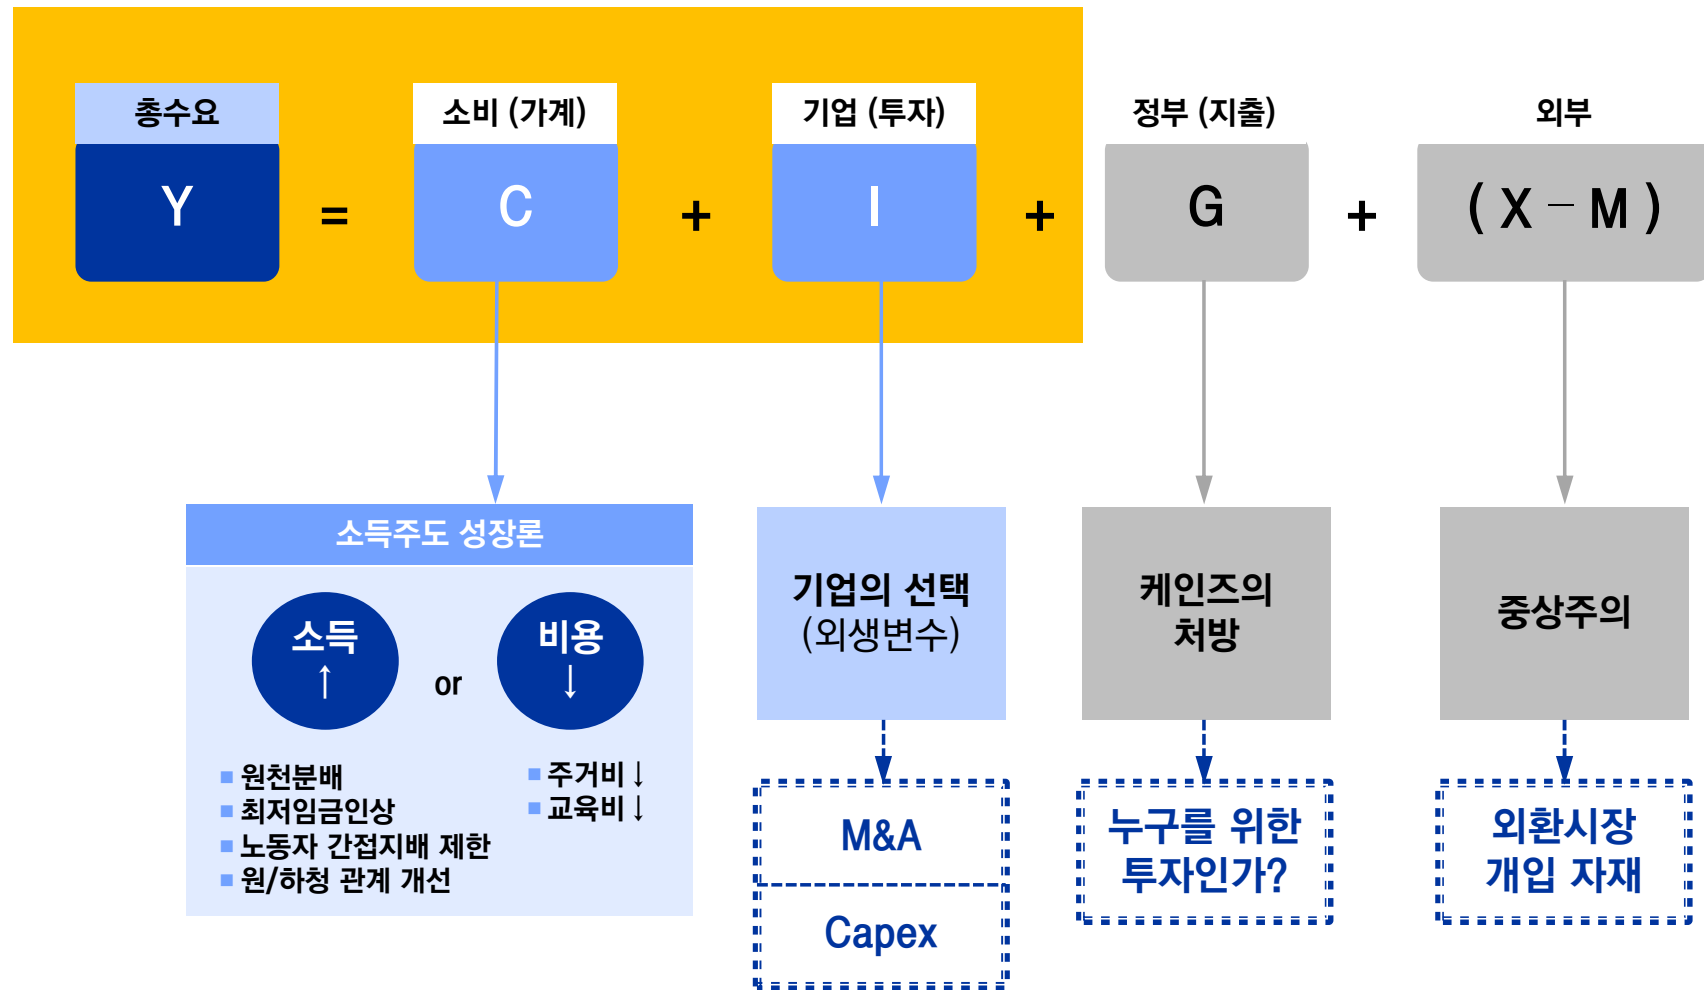 총수요
소비 (가계)
기업 (투자)
정부 (지출)
외부
Y = C + I + G + ( X － M )
소득주도 성장론
소득
↑
or
비용
↓
■ 원천분배
■ 최저임금인상
■ 노동자 간접지배 제한
■ 원/하청 관계 개선
■ 주거비↓
■ 교육비↓
기업의 선택
(외생변수)
M&A
Capex
케인즈의
처방
누구를 위한
투자인가?
중상주의
외환시장
개입 자재